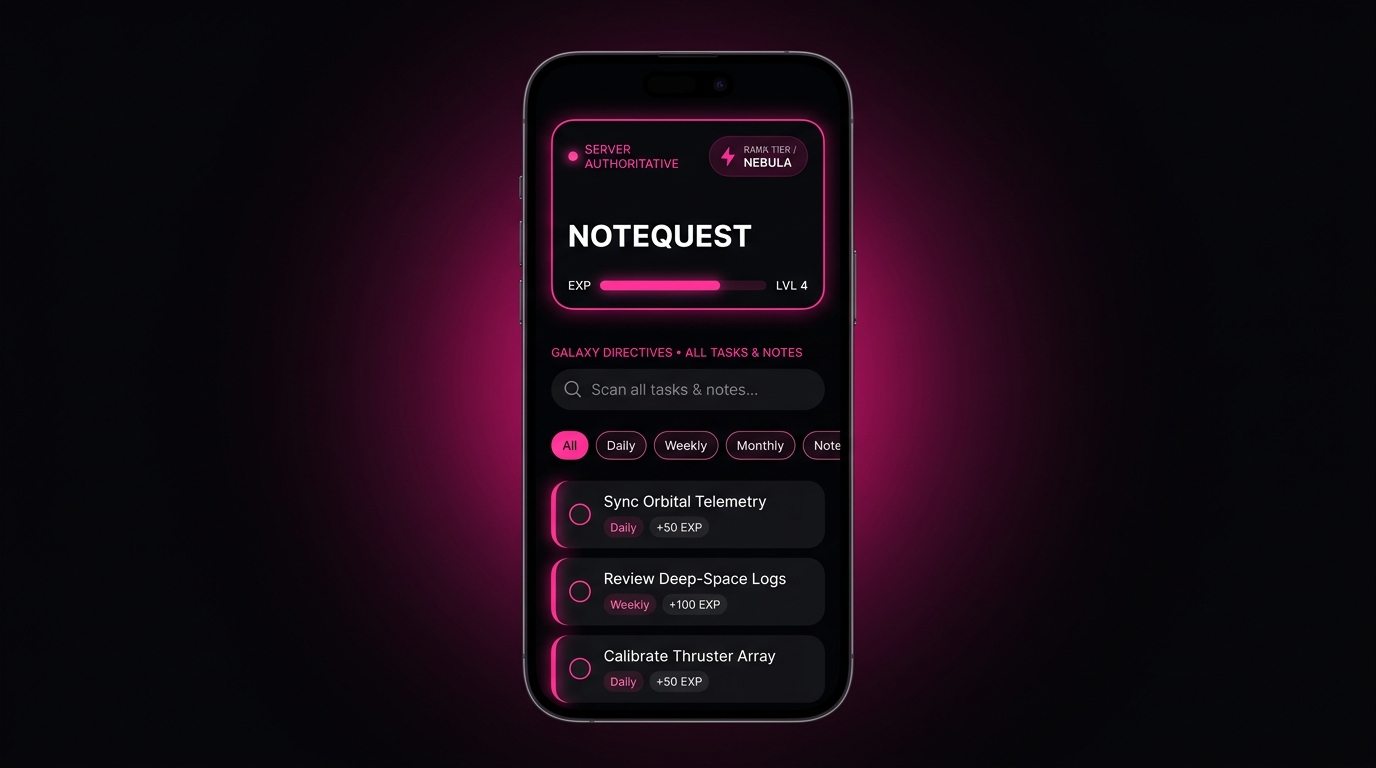 SERVER
AUTHORITATIVE
RANK TIER /
NEBULA
NOTEQUEST
EXP
LVL 4
GALAXY DIRECTIVES • ALL TASKS & NOTES
Scan all tasks & notes...
All
Daily
Weekly
Monthly
Note
Sync Orbital Telemetry
Daily
+50 EXP
Review Deep-Space Logs
Weekly
+100 EXP
Calibrate Thruster Array
Daily
+50 EXP